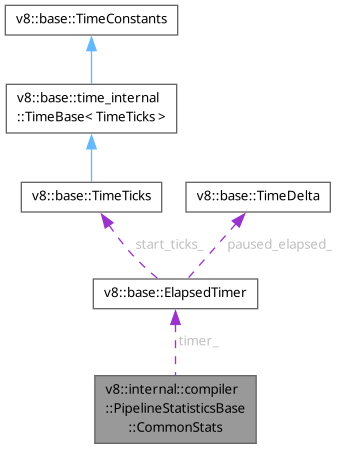 v8::base::TimeConstants
v8::base::time_internal
::TimeBase< TimeTicks >
v8::base::TimeTicks
v8::base::TimeDelta
start_ticks_
paused_elapsed_
v8::base::ElapsedTimer
timer_
v8::internal::compiler
::PipelineStatisticsBase
::CommonStats